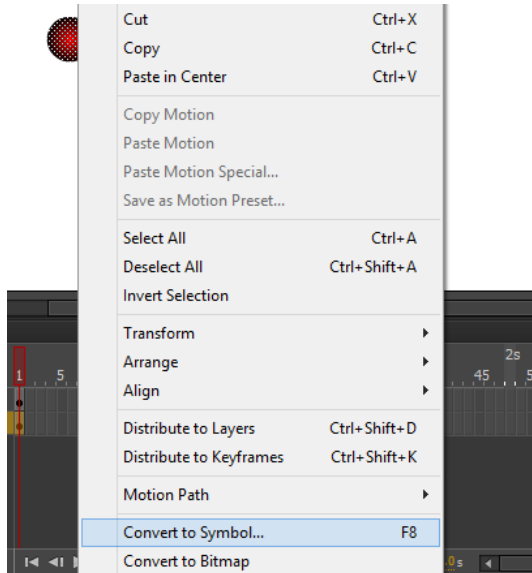 Cut Ctrl+X
Copy Ctrl+C
Paste in Center Ctrl+V
Copy Motion
Paste Motion
Paste Motion Special...
Save as Motion Preset...
Select All Ctrl+A
Deselect All Ctrl+Shift+A
Invert Selection
Transform
Arrange
Align
2s
1 5 45 5
Distribute to Layers Ctrl+Shift+D
Distribute to Keyframes Ctrl+Shift+K
Motion Path
Convert to Symbol... F8
Convert to Bitmap
.0s